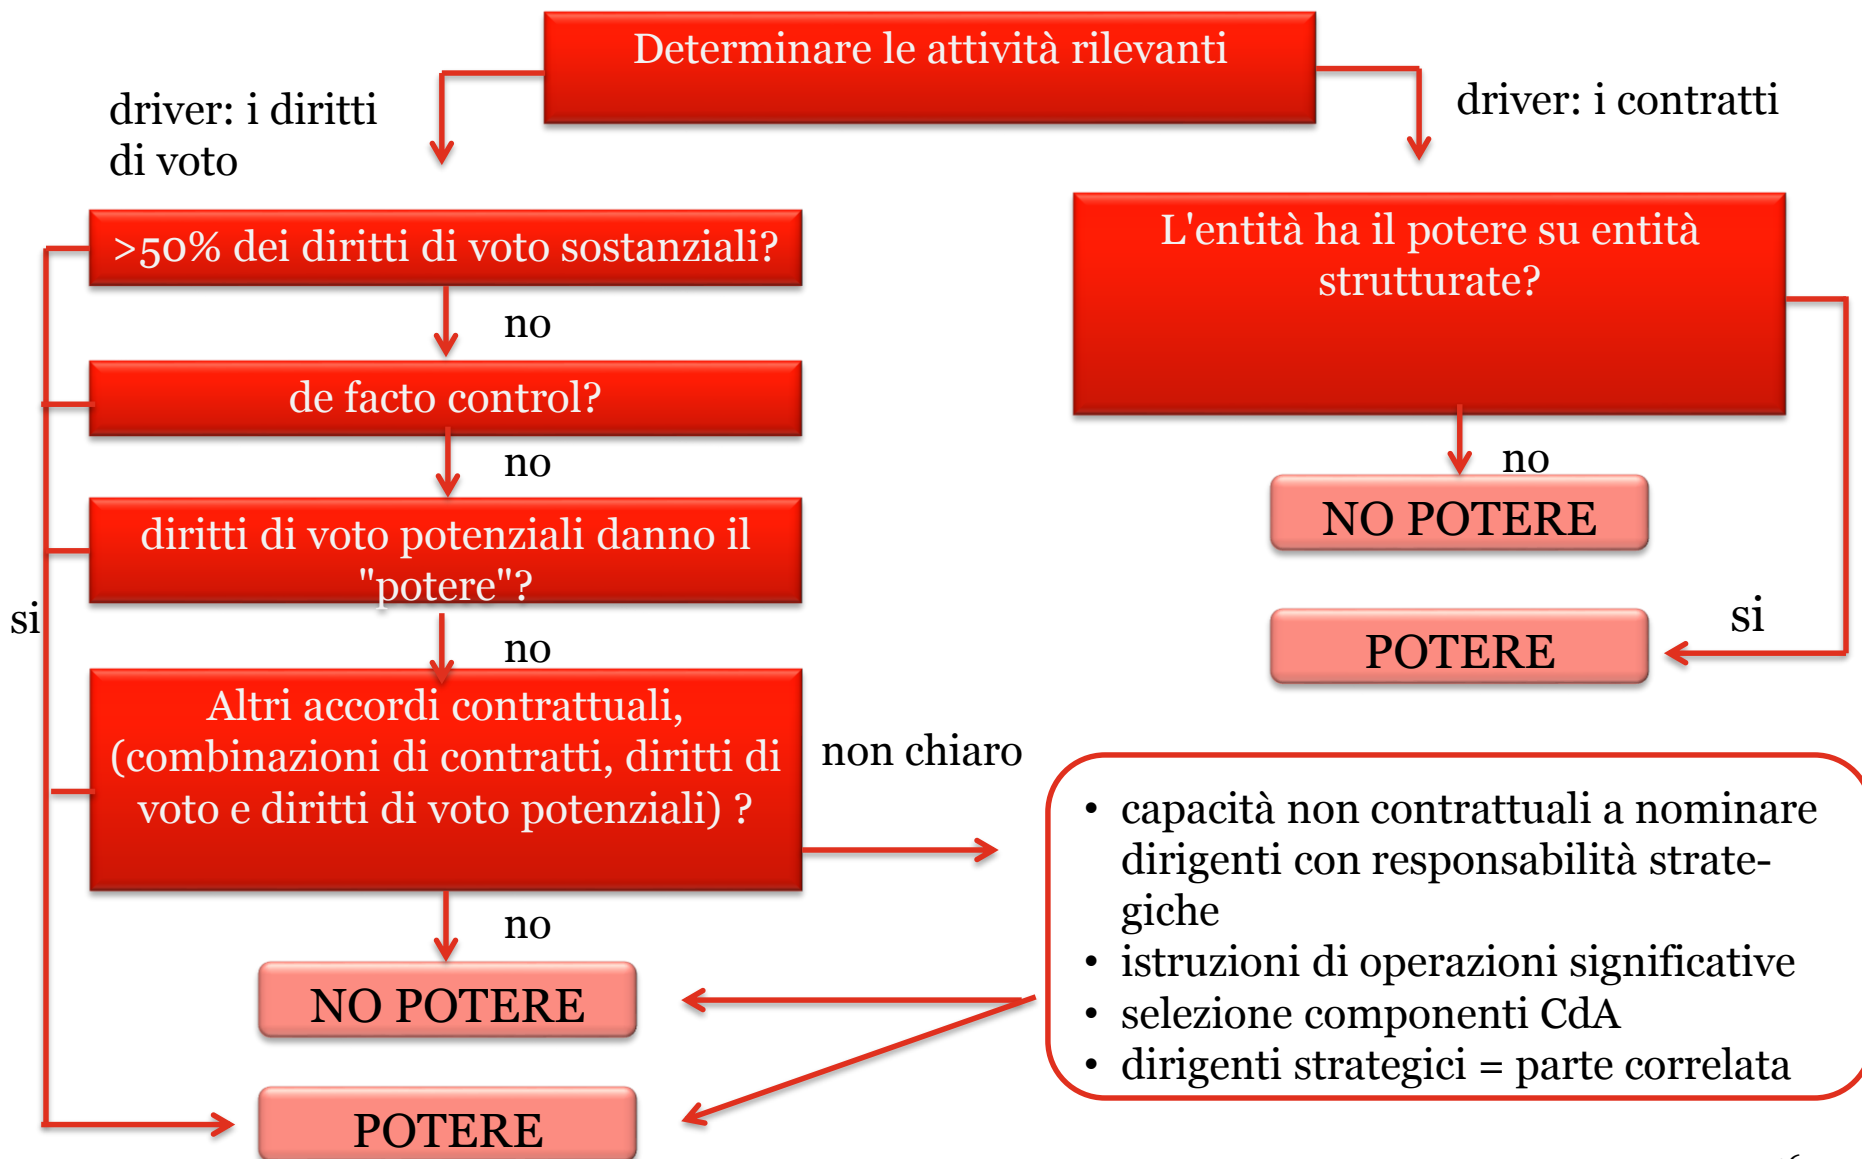 Determinare le attività rilevanti
driver: i diritti
di voto
driver: i contratti
>50% dei diritti di voto sostanziali?
no
de facto control?
no
diritti di voto potenziali danno il
"potere"?
si
no
Altri accordi contrattuali,
(combinazioni di contratti, diritti di
voto e diritti di voto potenziali) ?
non chiaro
no
NO POTERE
POTERE
L'entità ha il potere su entità
strutturate?
no
NO POTERE
si
POTERE
• capacità non contrattuali a nominare
dirigenti con responsabilità strate-
giche
• istruzioni di operazioni significative
• selezione componenti CdA
• dirigenti strategici = parte correlata